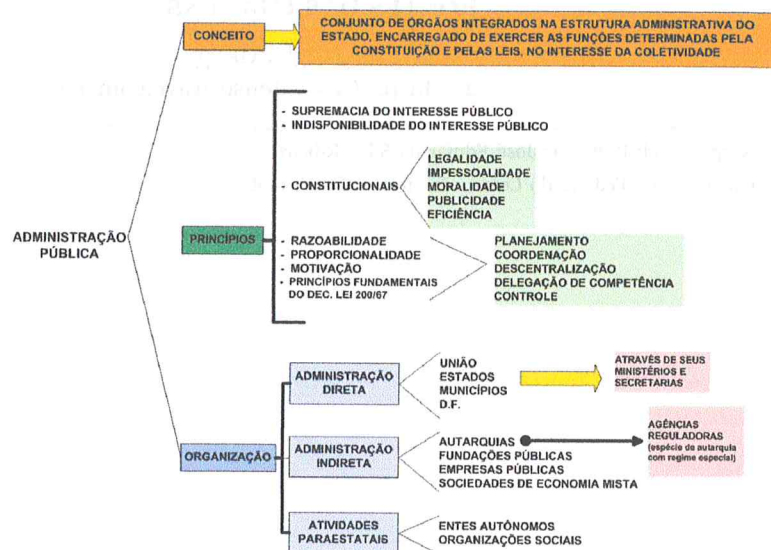 CONCEITO
CONJUNTO DE ÓRGÃOS INTEGRADOS NA ESTRUTURA ADMINISTRATIVA DO
ESTADO, ENCARREGADO DE EXERCER AS FUNÇÕES DETERMINADAS PELA
CONSTITUIÇÃO E PELAS LEIS, NO INTERESSE DA COLETIVIDADE
ADMINISTRAÇÃO
PÚBLICA
PRINCÍPIOS
- SUPREMACIA DO INTERESSE PÚBLICO
- INDISPONIBILIDADE DO INTERESSE PÚBLICO
- CONSTITUCIONAIS
LEGALIDADE
IMPESSOALIDADE
MORALIDADE
PUBLICIDADE
EFICIÊNCIA
- RAZOABILIDADE
- PROPORCIONALIDADE
- MOTIVAÇÃO
- PRINCÍPIOS FUNDAMENTAIS
DO DEC. LEI 200/67
PLANEJAMENTO
COORDENAÇÃO
DESCENTRALIZAÇÃO
DELEGAÇÃO DE COMPETÊNCIA
CONTROLE
ORGANIZAÇÃO
ADMINISTRAÇÃO
DIRETA
UNIÃO
ESTADOS
MUNICÍPIOS
D.F.
ATRAVÉS DE SEUS
MINISTÉRIOS E
SECRETARIAS
ADMINISTRAÇÃO
INDIRETA
AUTARQUIAS
FUNDAÇÕES PÚBLICAS
EMPRESAS PÚBLICAS
SOCIEDADES DE ECONOMIA MISTA
AGÊNCIAS
REGULADORAS
(espécie de autarquia
com regime especial)
ATIVIDADES
PARAESTATAIS
ENTES AUTÔNOMOS
ORGANIZAÇÕES SOCIAIS